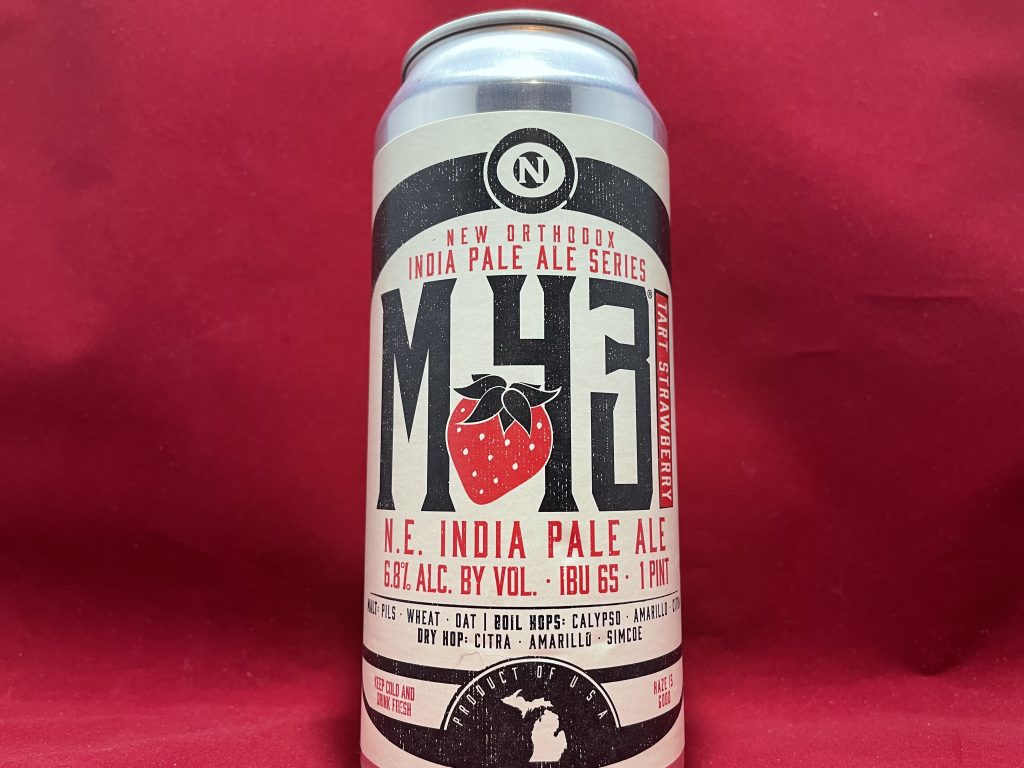 N
NEW ORTHODOX
INDIA PALE ALE SERIES
M43®
TART STRAWBERRY
N.E. INDIA PALE ALE
6.8% ALC. BY VOL. · IBU 65 · 1 PINT
MALT: PILS · WHEAT · OAT | BOIL HOPS: CALYPSO · AMARILLO ·
DRY HOP: CITRA · AMARILLO · SIMCOE
KEEP COLD AND
DRINK FRESH
PRODUCT OF USA
HAZE IS
GOOD